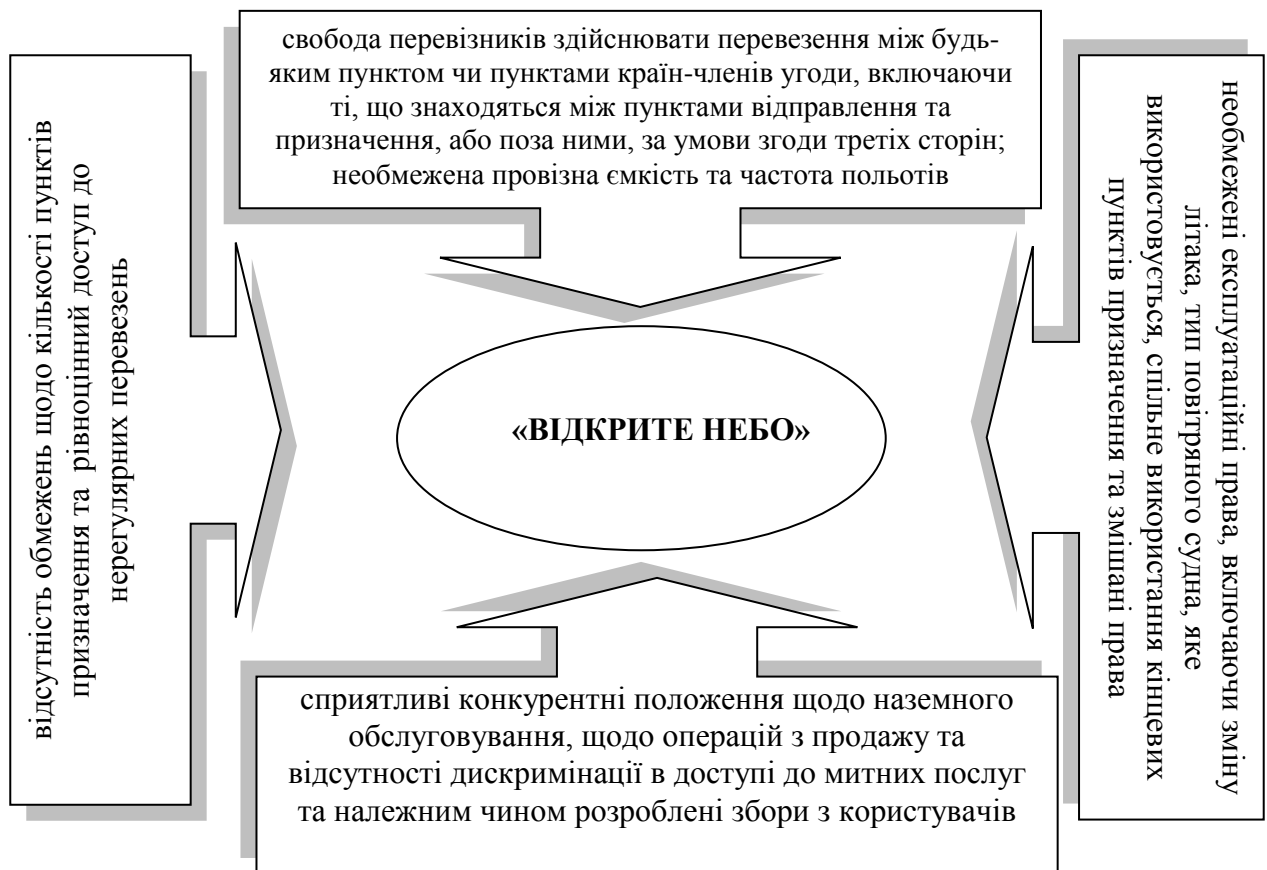 свобода перевізників здійснювати перевезення між будь-
яким пунктом чи пунктами країн-членів угоди, включаючи
ті, що знаходяться між пунктами відправлення та
призначення, або поза ними, за умови згоди третіх сторін;
необмежена провізна ємкість та частота польотів
відсутність обмежень щодо кількості пунктів
призначення та рівноцінний доступ до
нерегулярних перевезень
«ВІДКРИТЕ НЕБО»
необмежені експлуатаційні права, включаючи зміну
літака, тип повітряного судна, яке
використовується, спільне використання кінцевих
пунктів призначення та змішані права
сприятливі конкурентні положення щодо наземного
обслуговування, щодо операцій з продажу та
відсутності дискримінації в доступі до митних послуг
та належним чином розроблені збори з користувачів